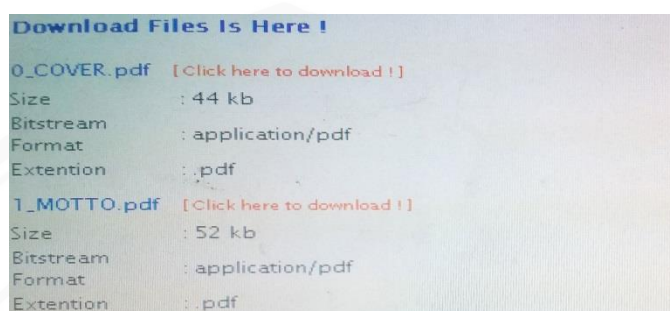 Download Files Is Here !
0_COVER.pdf [Click here to download !]
Size : 44 kb
Bitstream Format : application/pdf
Extention : .pdf
1_MOTTO.pdf [Click here to download !]
Size : 52 kb
Bitstream Format : application/pdf
Extention : .pdf